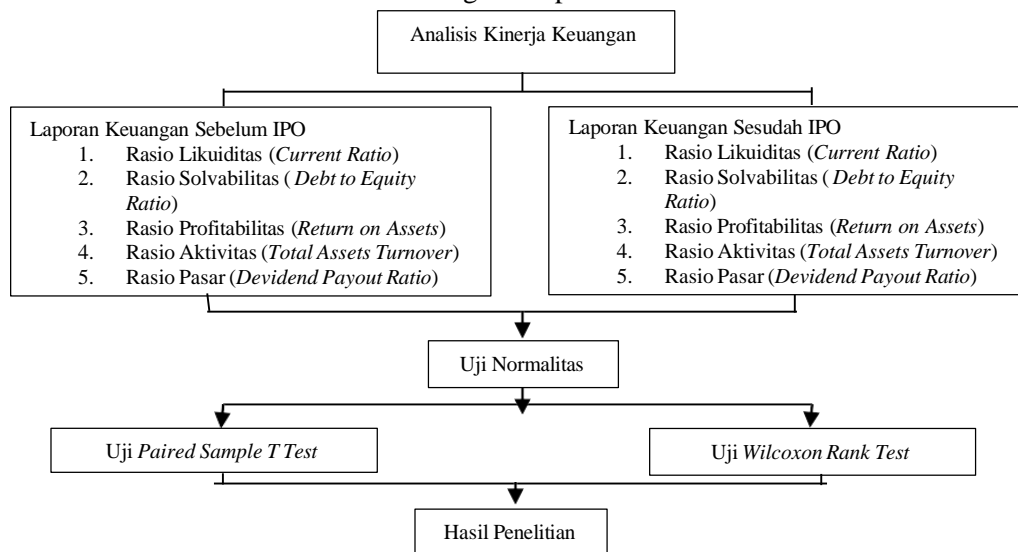 Analisis Kinerja Keuangan
Laporan Keuangan Sebelum IPO
1. Rasio Likuiditas (Current Ratio)
2. Rasio Solvabilitas ( Debt to Equity
Ratio)
3. Rasio Profitabilitas (Return on Assets)
4. Rasio Aktivitas (Total Assets Turnover)
5. Rasio Pasar (Devidend Payout Ratio)
Laporan Keuangan Sesudah IPO
1. Rasio Likuiditas (Current Ratio)
2. Rasio Solvabilitas ( Debt to Equity
Ratio)
3. Rasio Profitabilitas (Return on Assets)
4. Rasio Aktivitas (Total Assets Turnover)
5. Rasio Pasar (Devidend Payout Ratio)
Uji Normalitas
Uji Paired Sample T Test
Uji Wilcoxon Rank Test
Hasil Penelitian